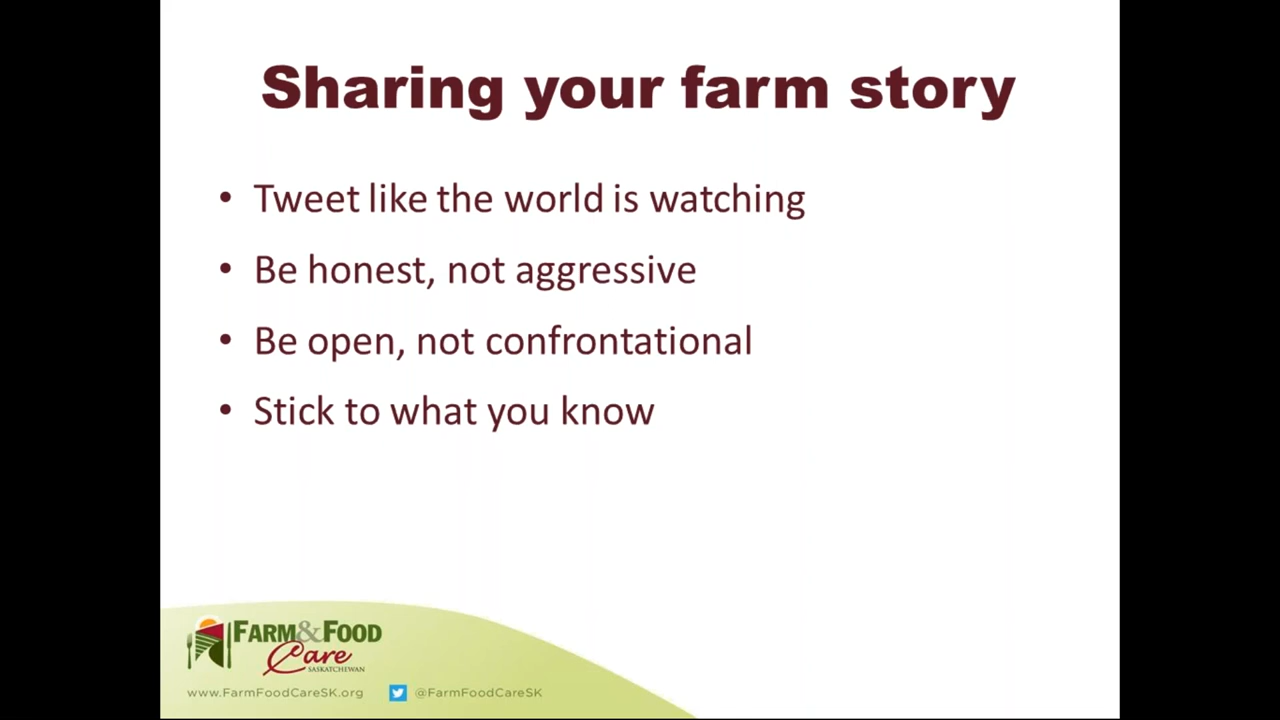 Sharing your farm story
• Tweet like the world is watching
• Be honest, not aggressive
• Be open, not confrontational
• Stick to what you know
FARM&FOOD
Care
SASKATCHEWAN
www.FarmFoodCareSK.org @FarmFoodCareSK